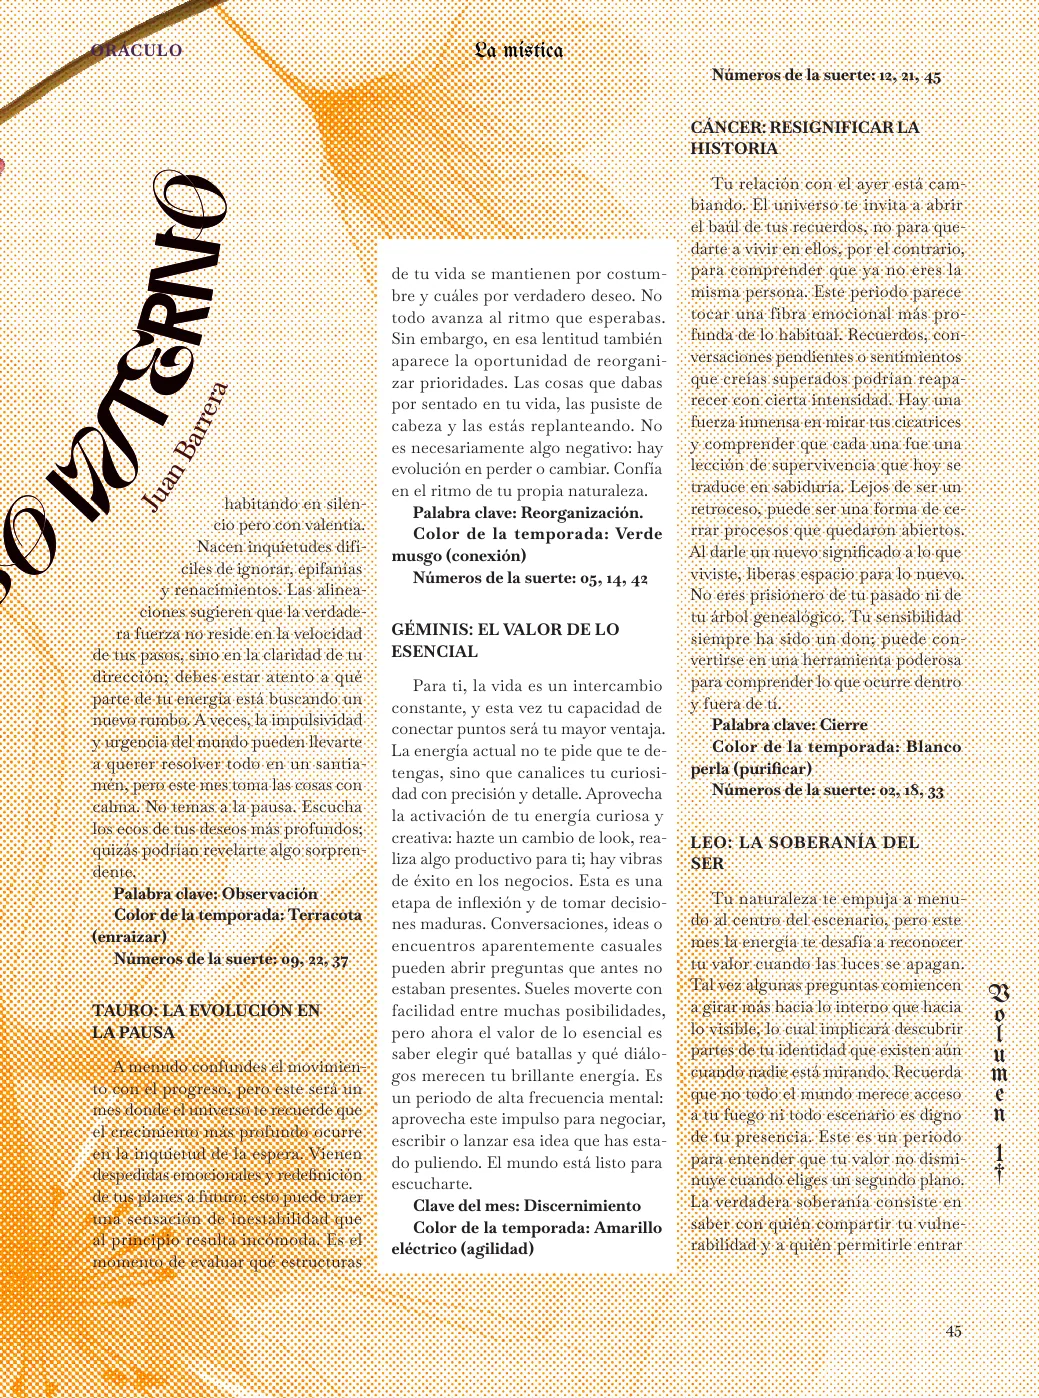 ORÁCULO
La mística
O INTERNO
Juan Barrera
habitando en silen-
cio pero con valentía.
Nacen inquietudes difí-
ciles de ignorar, epifanías
y renacimientos. Las alinea-
ciones sugieren que la verdade-
ra fuerza no reside en la velocidad
de tus pasos, sino en la claridad de tu
dirección; debes estar atento a qué
parte de tu energía está buscando un
nuevo rumbo. A veces, la impulsividad
y urgencia del mundo pueden llevarte
a querer resolver todo en un santia-
mén, pero este mes toma las cosas con
calma. No temas a la pausa. Escucha
los ecos de tus deseos más profundos;
quizás podrían revelarte algo sorpren-
dente.
Palabra clave: Observación
Color de la temporada: Terracota
(enraizar)
Números de la suerte: 09, 22, 37
TAURO: LA EVOLUCIÓN EN
LA PAUSA
A menudo confundes el movimien-
to con el progreso, pero este será un
mes donde el universo te recuerde que
el crecimiento más profundo ocurre
en la inquietud de la espera. Vienen
despedidas emocionales y redefinición
de tus planes a futuro: esto puede traer
una sensación de inestabilidad que
al principio resulta incómoda. Es el
momento de evaluar qué estructuras
de tu vida se mantienen por costum-
bre y cuáles por verdadero deseo. No
todo avanza al ritmo que esperabas.
Sin embargo, en esa lentitud también
aparece la oportunidad de reorgani-
zar prioridades. Las cosas que dabas
por sentado en tu vida, las pusiste de
cabeza y las estás replanteando. No
es necesariamente algo negativo: hay
evolución en perder o cambiar. Confía
en el ritmo de tu propia naturaleza.
Palabra clave: Reorganización.
Color de la temporada: Verde
musgo (conexión)
Números de la suerte: 05, 14, 42
GÉMINIS: EL VALOR DE LO
ESENCIAL
Para ti, la vida es un intercambio
constante, y esta vez tu capacidad de
conectar puntos será tu mayor ventaja.
La energía actual no te pide que te de-
tengas, sino que canalices tu curiosi-
dad con precisión y detalle. Aprovecha
la activación de tu energía curiosa y
creativa: hazte un cambio de look, rea-
liza algo productivo para ti; hay vibras
de éxito en los negocios. Esta es una
etapa de inflexión y de tomar decisio-
nes maduras. Conversaciones, ideas o
encuentros aparentemente casuales
pueden abrir preguntas que antes no
estaban presentes. Sueles moverte con
facilidad entre muchas posibilidades,
pero ahora el valor de lo esencial es
saber elegir qué batallas y qué diálo-
gos merecen tu brillante energía. Es
un periodo de alta frecuencia mental:
aprovecha este impulso para negociar,
escribir o lanzar esa idea que has esta-
do puliendo. El mundo está listo para
escucharte.
Clave del mes: Discernimiento
Color de la temporada: Amarillo
eléctrico (agilidad)
Números de la suerte: 12, 21, 45
CÁNCER: RESIGNIFICAR LA
HISTORIA
Tu relación con el ayer está cam-
biando. El universo te invita a abrir
el baúl de tus recuerdos, no para que-
darte a vivir en ellos, por el contrario,
para comprender que ya no eres la
misma persona. Este periodo parece
tocar una fibra emocional más pro-
funda de lo habitual. Recuerdos, con-
versaciones pendientes o sentimientos
que creías superados podrían reapa-
recer con cierta intensidad. Hay una
fuerza inmensa en mirar tus cicatrices
y comprender que cada una fue una
lección de supervivencia que hoy se
traduce en sabiduría. Lejos de ser un
retroceso, puede ser una forma de ce-
rrar procesos que quedaron abiertos.
Al darle un nuevo significado a lo que
viviste, liberas espacio para lo nuevo.
No eres prisionero de tu pasado ni de
tu árbol genealógico. Tu sensibilidad
siempre ha sido un don; puede con-
vertirse en una herramienta poderosa
para comprender lo que ocurre dentro
y fuera de ti.
Palabra clave: Cierre
Color de la temporada: Blanco
perla (purificar)
Números de la suerte: 02, 18, 33
LEO: LA SOBERANÍA DEL
SER
Tu naturaleza te empuja a menu-
do al centro del escenario, pero este
mes la energía te desafía a reconocer
tu valor cuando las luces se apagan.
Tal vez algunas preguntas comiencen
a girar más hacia lo interno que hacia
lo visible, lo cual implicará descubrir
partes de tu identidad que existen aún
cuando nadie está mirando. Recuerda
que no todo el mundo merece acceso
a tu fuego ni todo escenario es digno
de tu presencia. Este es un periodo
para entender que tu valor no dismi-
nuye cuando eliges un segundo plano.
La verdadera soberanía consiste en
saber con quién compartir tu vulne-
rabilidad y a quién permitirle entrar
Volumen 1†
45